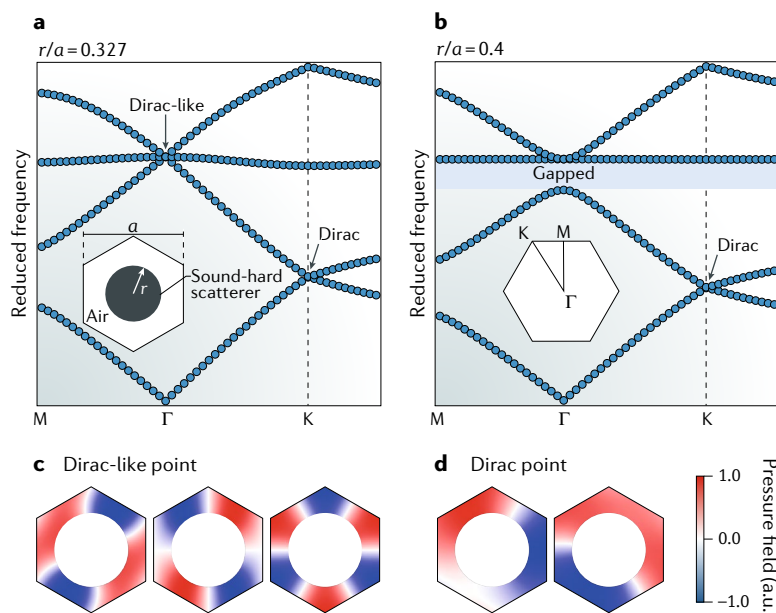 a
r/a = 0.327
Reduced frequency
Dirac-like
Dirac
a
r
Sound-hard
scatterer
Air
M
Γ
K
b
r/a = 0.4
Reduced frequency
Gapped
K
M
Γ
Dirac
M
Γ
K
c Dirac-like point
d Dirac point
1.0
0.0
−1.0
Pressure field (a.u.)